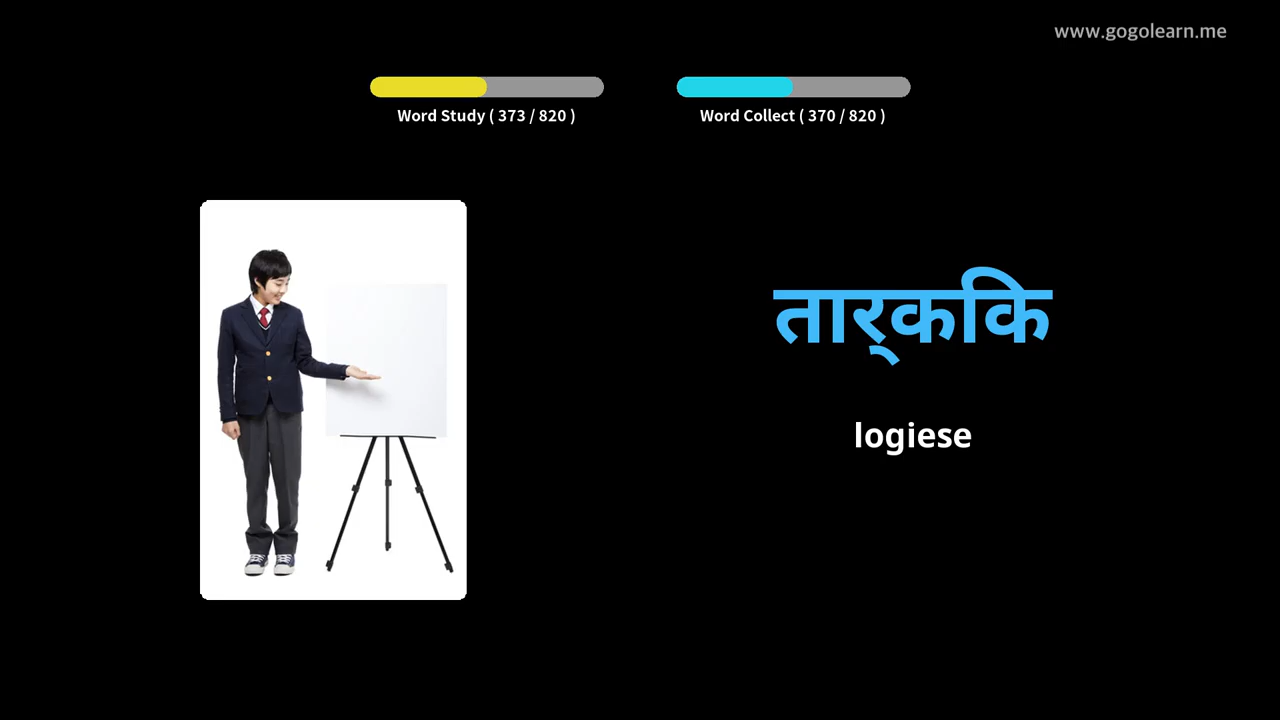 www.gogolearn.me
Word Study ( 373 / 820 )
Word Collect ( 370 / 820 )
तार्‌ककि
logiese